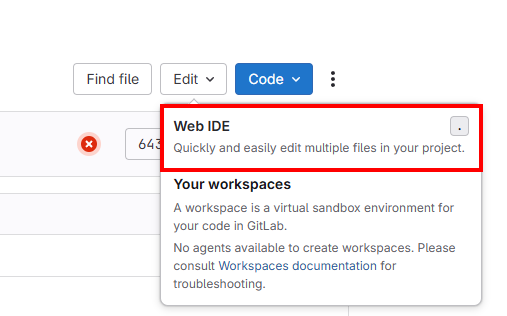 Find file Edit Code
Web IDE .
Quickly and easily edit multiple files in your project.
643
Your workspaces
A workspace is a virtual sandbox environment for
your code in GitLab.
No agents available to create workspaces. Please
consult Workspaces documentation for
troubleshooting.